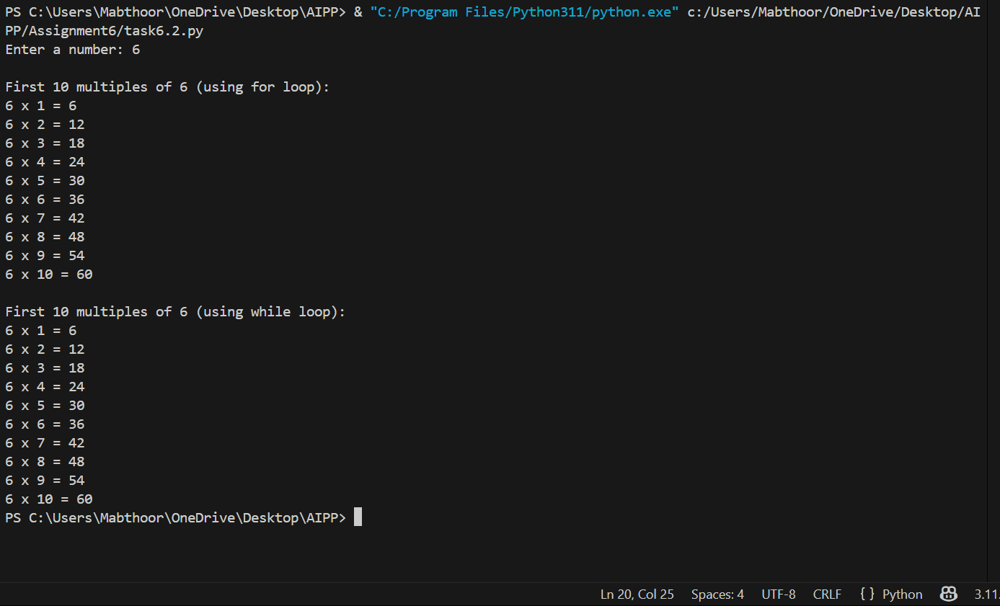 PS C:\Users\Mabthoor\OneDrive\Desktop\AIPP> & "C:/Program Files/Python311/python.exe" c:/Users/Mabthoor/OneDrive/Desktop/AI
PP/Assignment6/task6.2.py
Enter a number: 6
First 10 multiples of 6 (using for loop):
6 x 1 = 6
6 x 2 = 12
6 x 3 = 18
6 x 4 = 24
6 x 5 = 30
6 x 6 = 36
6 x 7 = 42
6 x 8 = 48
6 x 9 = 54
6 x 10 = 60
First 10 multiples of 6 (using while loop):
6 x 1 = 6
6 x 2 = 12
6 x 3 = 18
6 x 4 = 24
6 x 5 = 30
6 x 6 = 36
6 x 7 = 42
6 x 8 = 48
6 x 9 = 54
6 x 10 = 60
PS C:\Users\Mabthoor\OneDrive\Desktop\AIPP>
Ln 20, Col 25 Spaces: 4 UTF-8 CRLF { } Python 3.11.